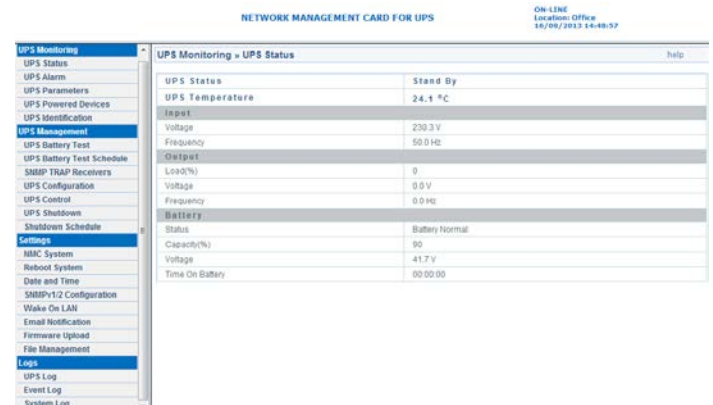 NETWORK MANAGEMENT CARD FOR UPS
ON-LINE
Location: Office
16/08/2013 14:48:57
UPS Monitoring
UPS Status
UPS Alarm
UPS Parameters
UPS Powered Devices
UPS Identification
UPS Management
UPS Battery Test
UPS Battery Test Schedule
SNMP TRAP Receivers
UPS Configuration
UPS Control
UPS Shutdown
Shutdown Schedule
Settings
NMC System
Reboot System
Date and Time
SNMPv1/2 Configuration
Wake On LAN
Email Notification
Firmware Upload
File Management
Logs
UPS Log
Event Log
System Log
UPS Monitoring » UPS Status help
UPS Status Stand By
UPS Temperature 24.1 ºC
Input
Voltage 230.3 V
Frequency 50.0 Hz
Output
Load(%) 0
Voltage 0.0 V
Frequency 0.0 Hz
Battery
Status Battery Normal
Capacity(%) 90
Voltage 41.7 V
Time On Battery 00:00:00